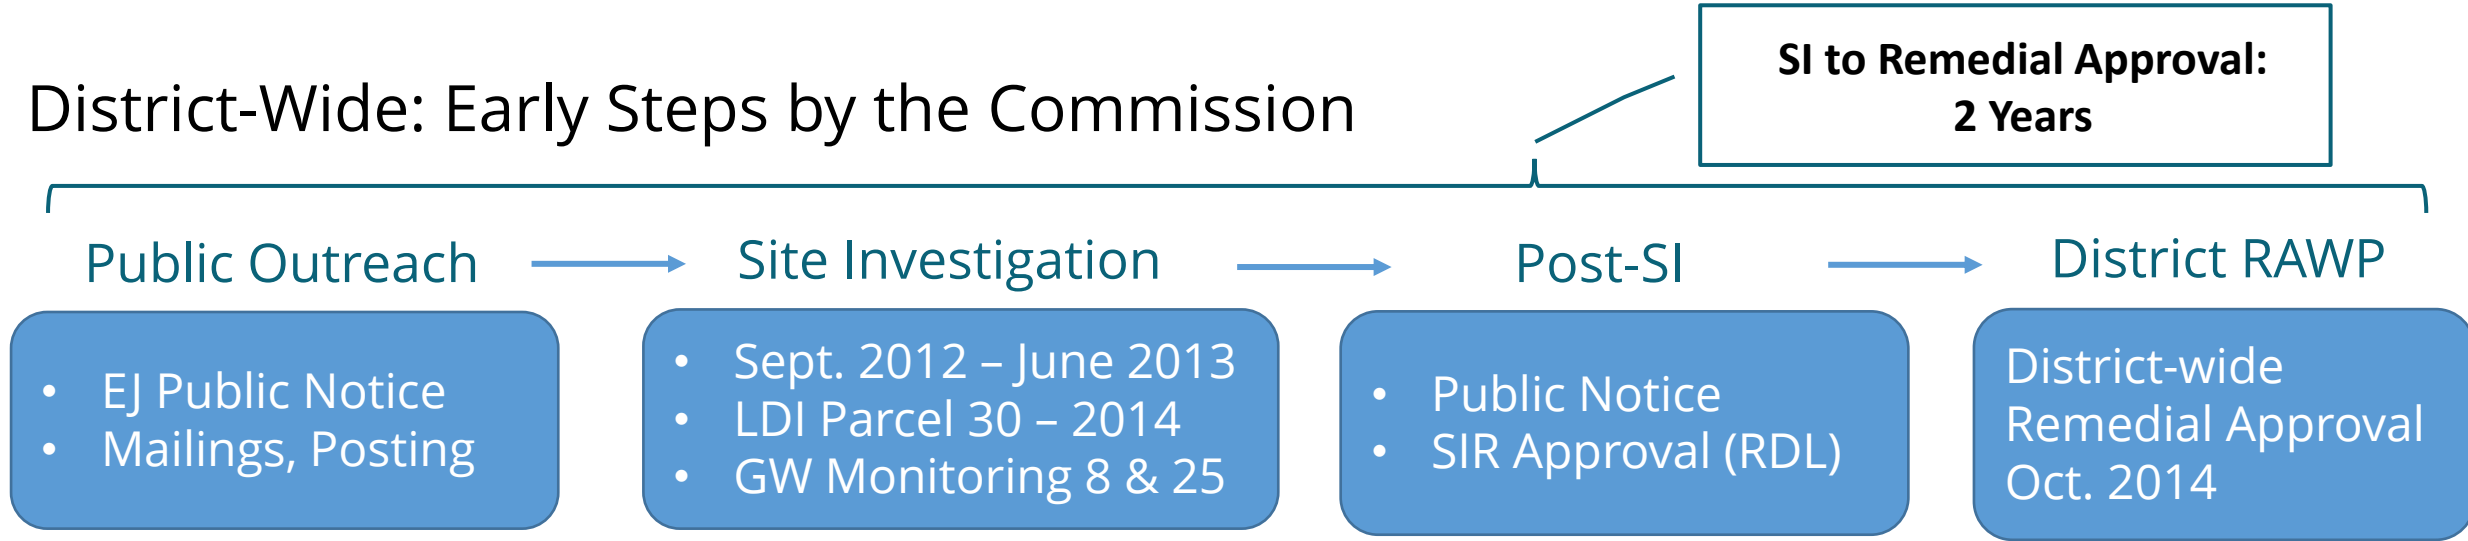 SI to Remedial Approval:
2 Years
District-Wide: Early Steps by the Commission
Public Outreach
• EJ Public Notice
• Mailings, Posting
Site Investigation
• Sept. 2012 – June 2013
• LDI Parcel 30 – 2014
• GW Monitoring 8 & 25
Post-SI
• Public Notice
• SIR Approval (RDL)
District RAWP
District-wide
Remedial Approval
Oct. 2014